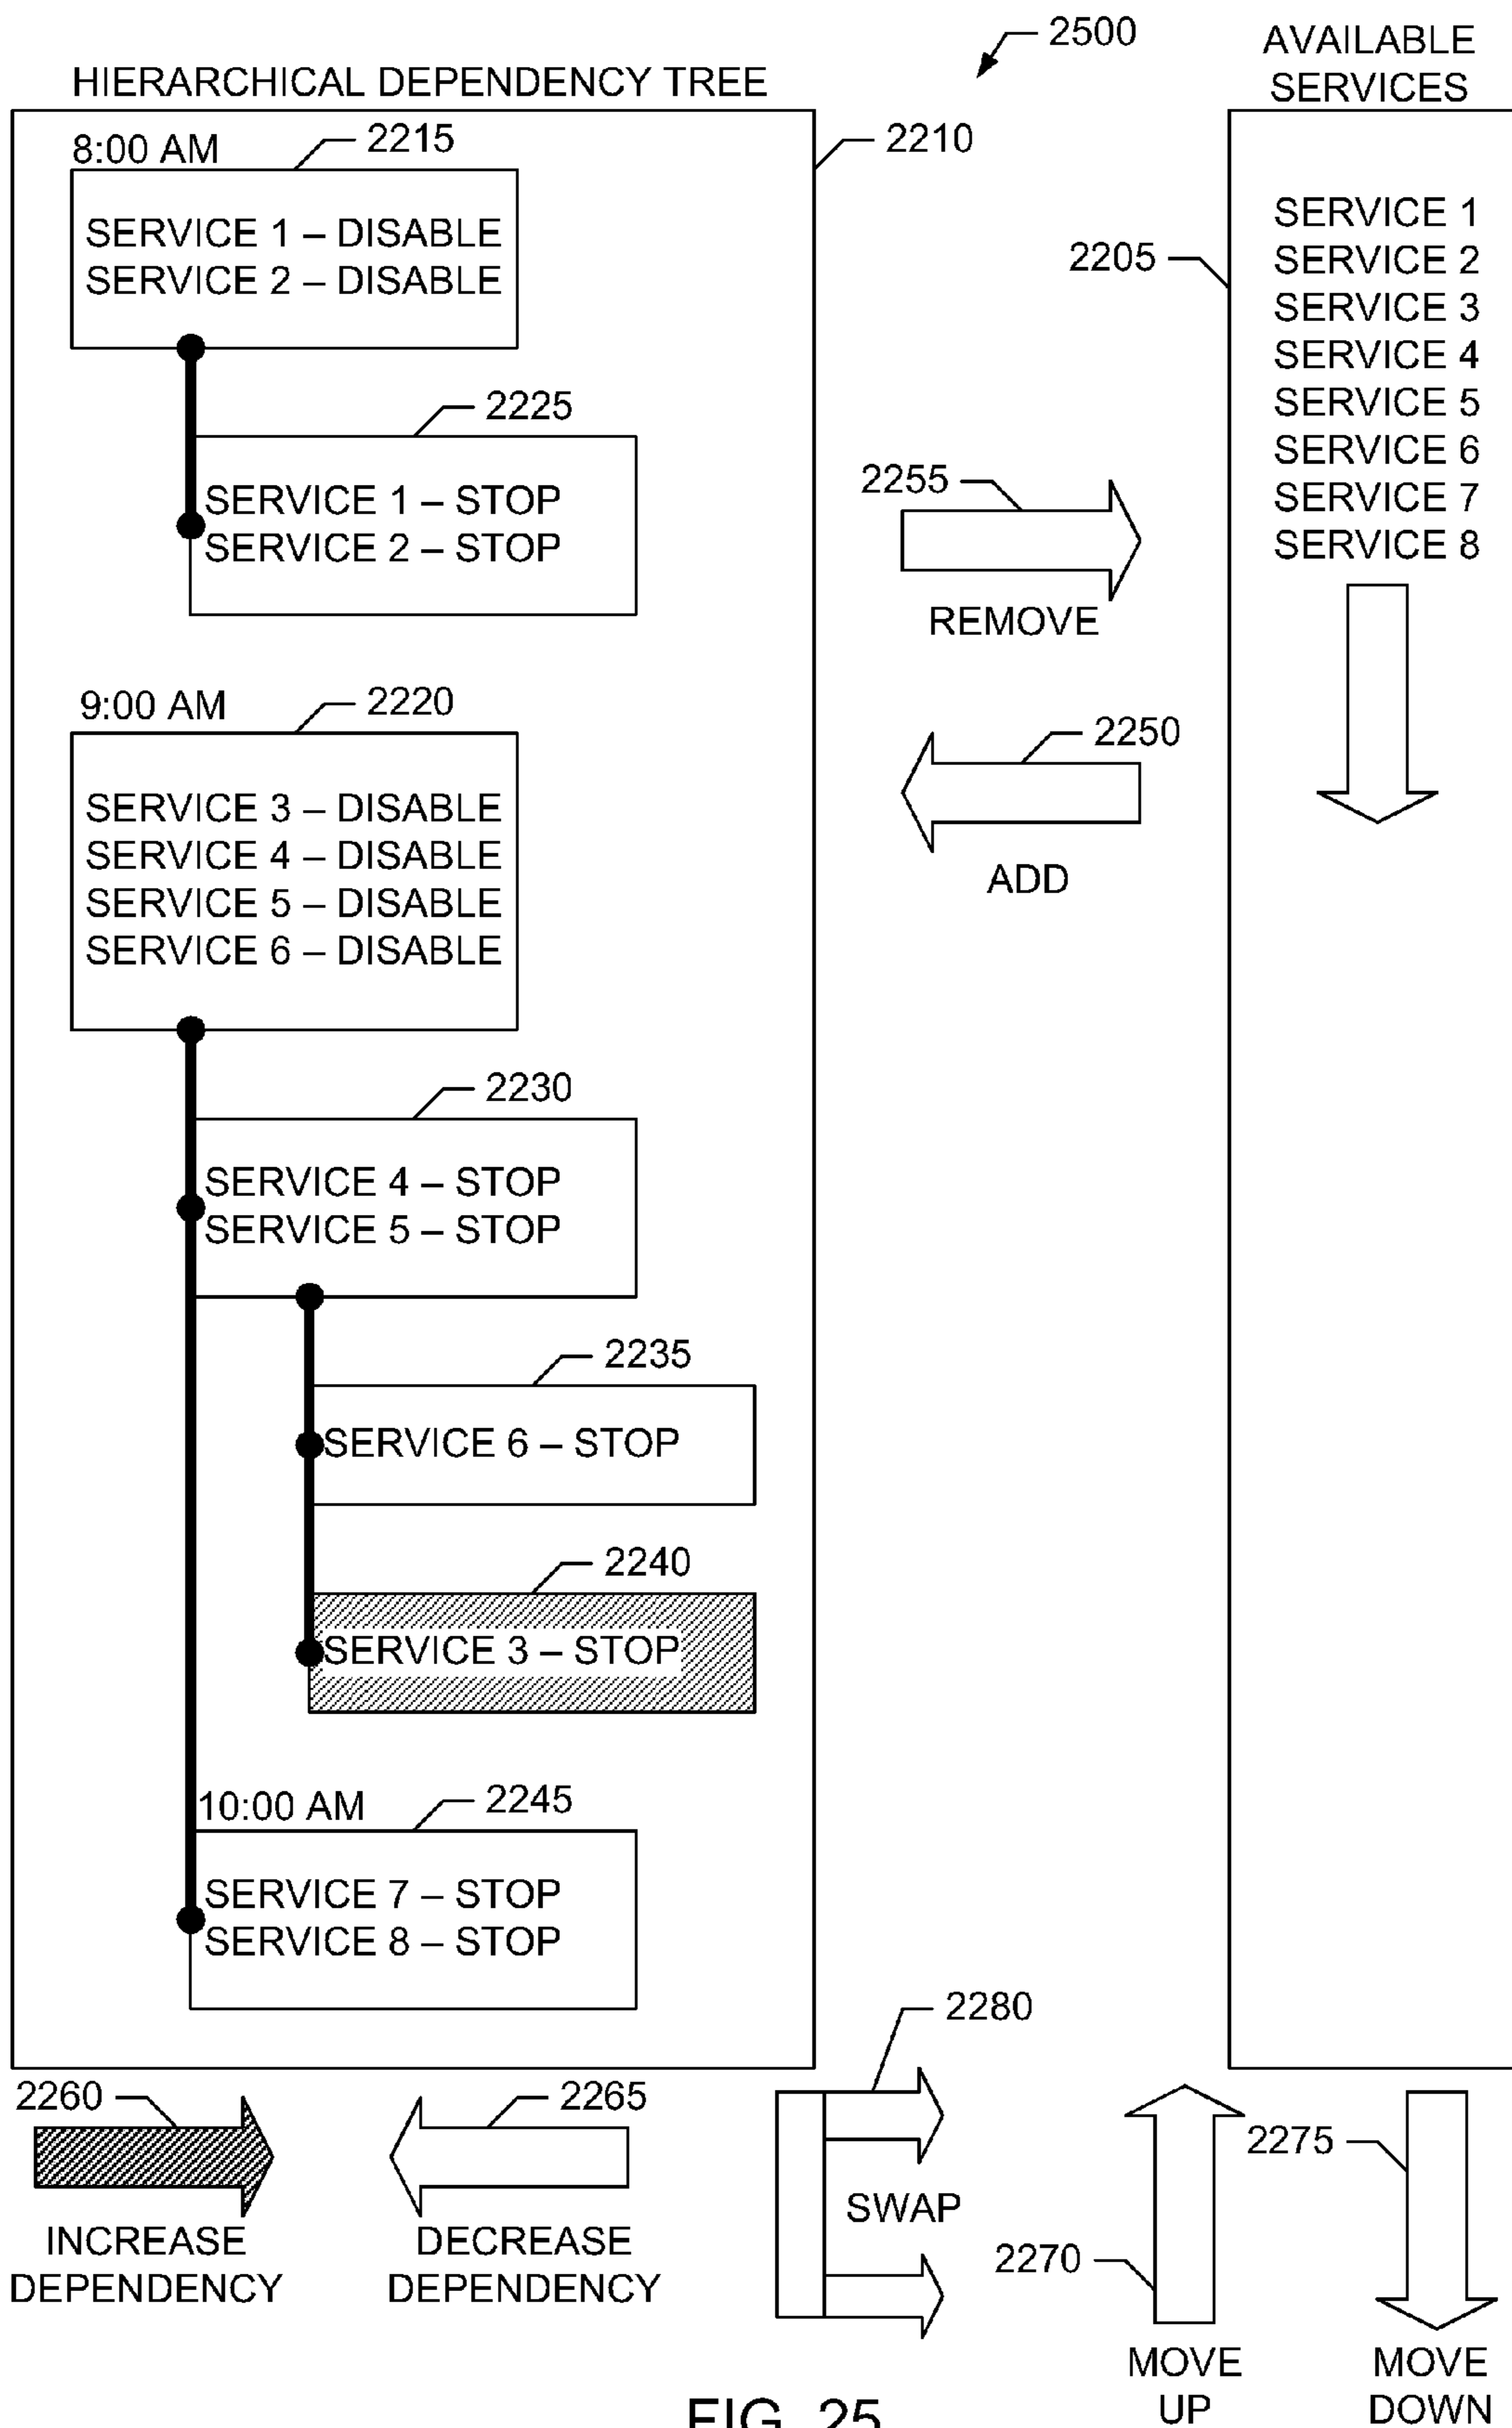 2500
AVAILABLE
SERVICES
HIERARCHICAL DEPENDENCY TREE
2210
8:00 AM
2215
SERVICE 1 – DISABLE
SERVICE 2 – DISABLE
2225
SERVICE 1 – STOP
SERVICE 2 – STOP
9:00 AM
2220
SERVICE 3 – DISABLE
SERVICE 4 – DISABLE
SERVICE 5 – DISABLE
SERVICE 6 – DISABLE
2230
SERVICE 4 – STOP
SERVICE 5 – STOP
2235
SERVICE 6 – STOP
2240
SERVICE 3 – STOP
10:00 AM
2245
SERVICE 7 – STOP
SERVICE 8 – STOP
2255
REMOVE
2250
ADD
2205
SERVICE 1
SERVICE 2
SERVICE 3
SERVICE 4
SERVICE 5
SERVICE 6
SERVICE 7
SERVICE 8
2260
INCREASE
DEPENDENCY
2265
DECREASE
DEPENDENCY
2280
SWAP
2270
MOVE
UP
2275
MOVE
DOWN
FIG. 25